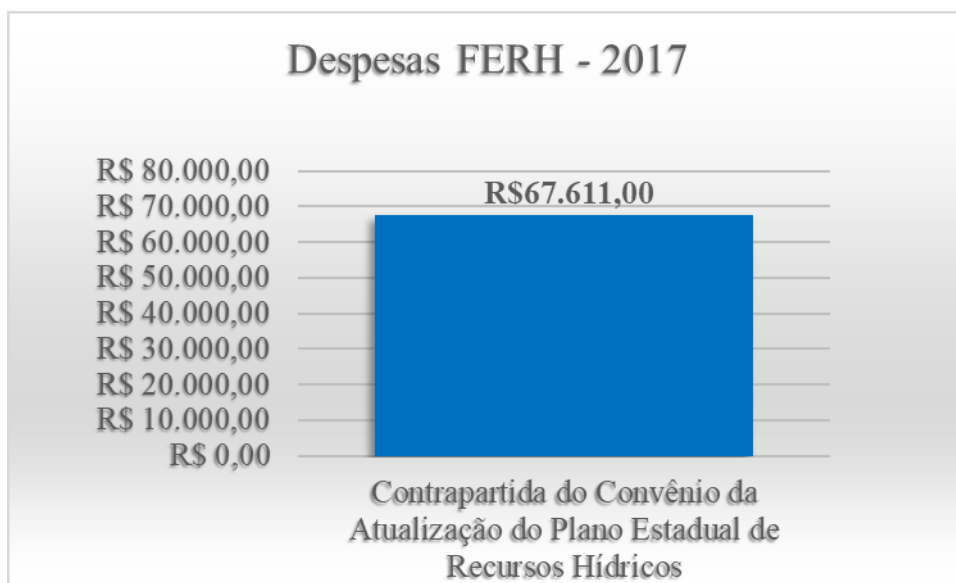 Despesas FERH - 2017
R$ 80.000,00
R$67.611,00
R$ 70.000,00
R$ 60.000,00
R$ 50.000,00
R$ 40.000,00
R$ 30.000,00
R$ 20.000,00
R$ 10.000,00
R$ 0,00
Contrapartida do Convênio da
Atualização do Plano Estadual de
Recursos Hídricos